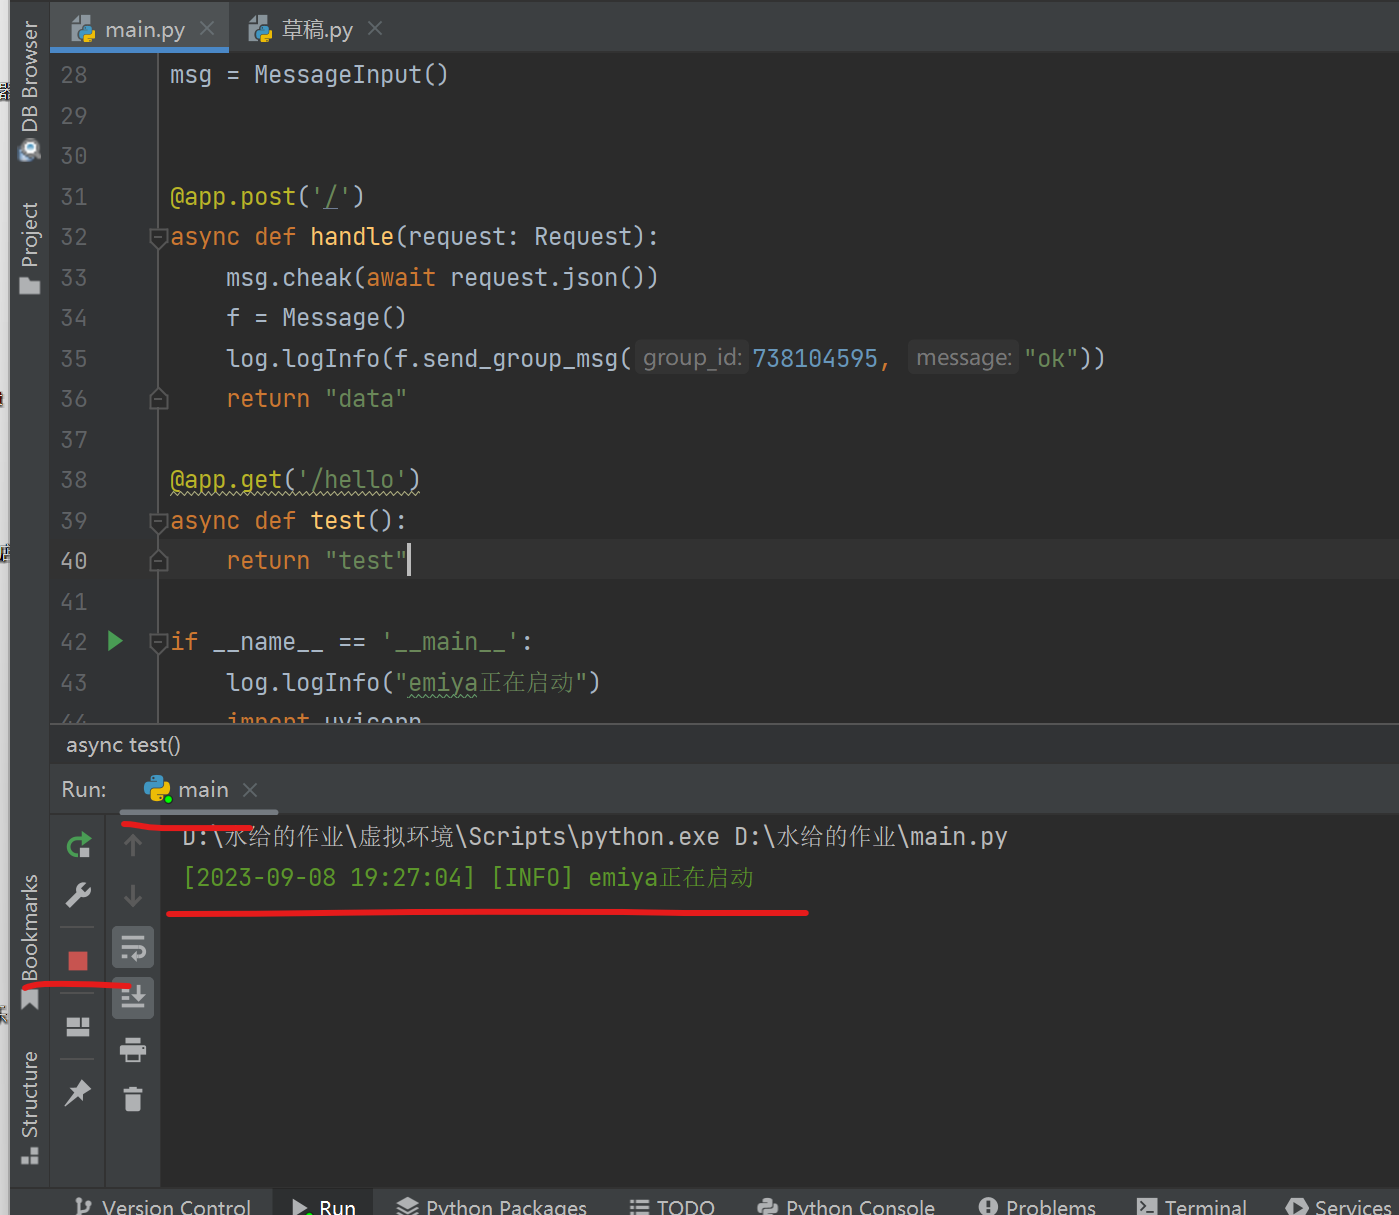 main.py
草稿.py
DB Browser
Project
Bookmarks
Structure
28 msg = MessageInput()
29
30
31 @app.post('/')
32 async def handle(request: Request):
33 msg.cheak(await request.json())
34 f = Message()
35 log.logInfo(f.send_group_msg( group_id: 738104595, message: "ok"))
36 return "data"
37
38 @app.get('/hello')
39 async def test():
40 return "test"
41
42 if __name__ == '__main__':
43 log.logInfo("emiya正在启动")
44 import uvicorn
async test()
Run: main
D:\水给的作业\虚拟环境\Scripts\python.exe D:\水给的作业\main.py
[2023-09-08 19:27:04] [INFO] emiya正在启动
Version Control
Run
Python Packages
TODO
Python Console
Problems
Terminal
Services